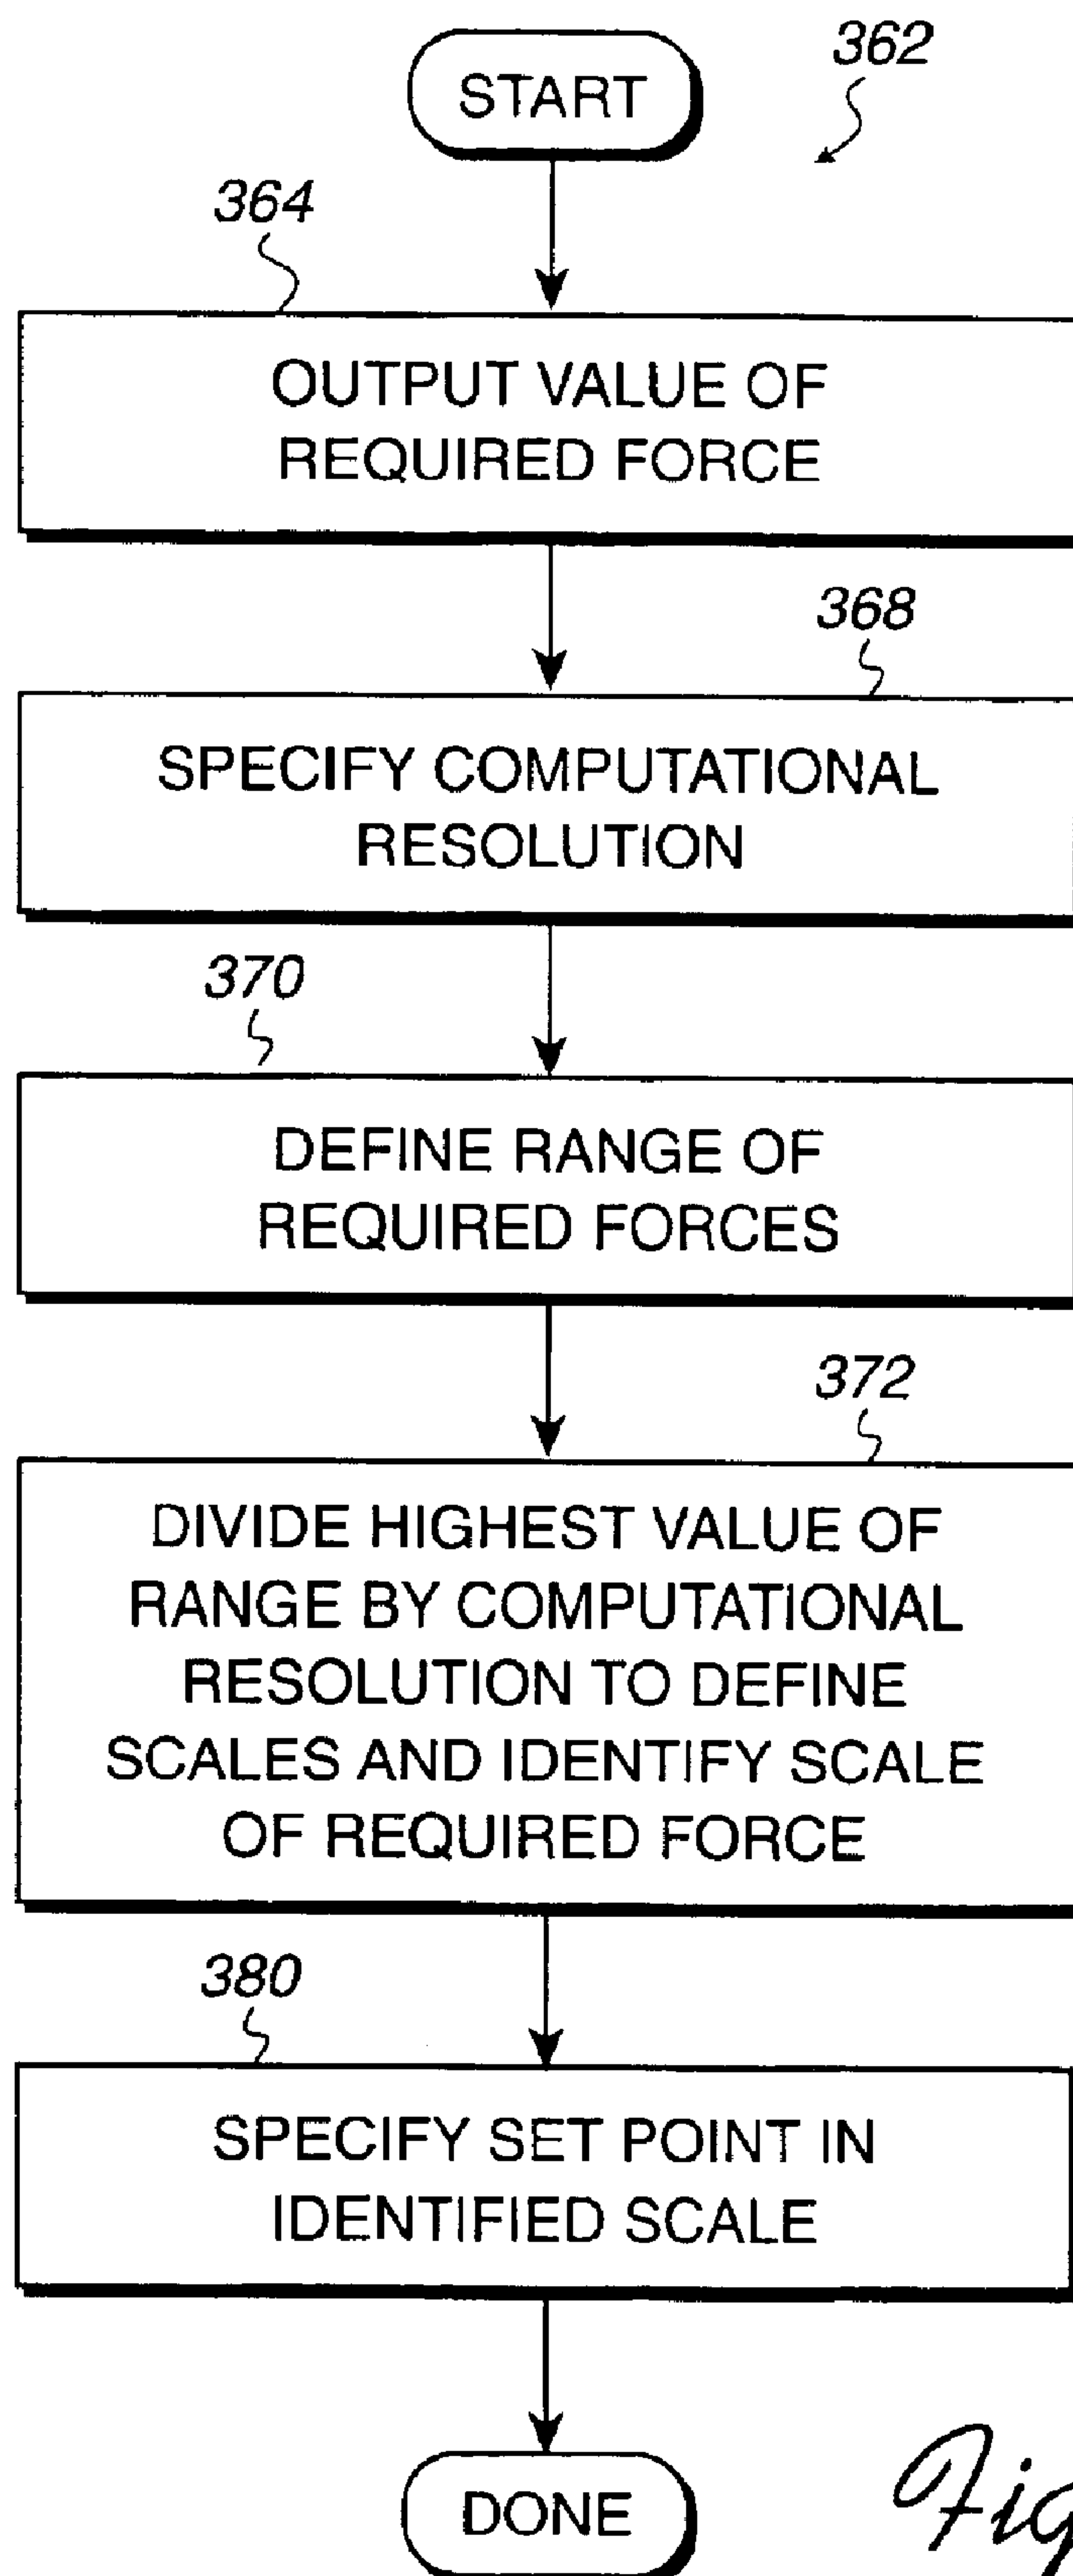 START
362
364
OUTPUT VALUE OF
REQUIRED FORCE
368
SPECIFY COMPUTATIONAL
RESOLUTION
370
DEFINE RANGE OF
REQUIRED FORCES
372
DIVIDE HIGHEST VALUE OF
RANGE BY COMPUTATIONAL
RESOLUTION TO DEFINE
SCALES AND IDENTIFY SCALE
OF REQUIRED FORCE
380
SPECIFY SET POINT IN
IDENTIFIED SCALE
DONE
Fig